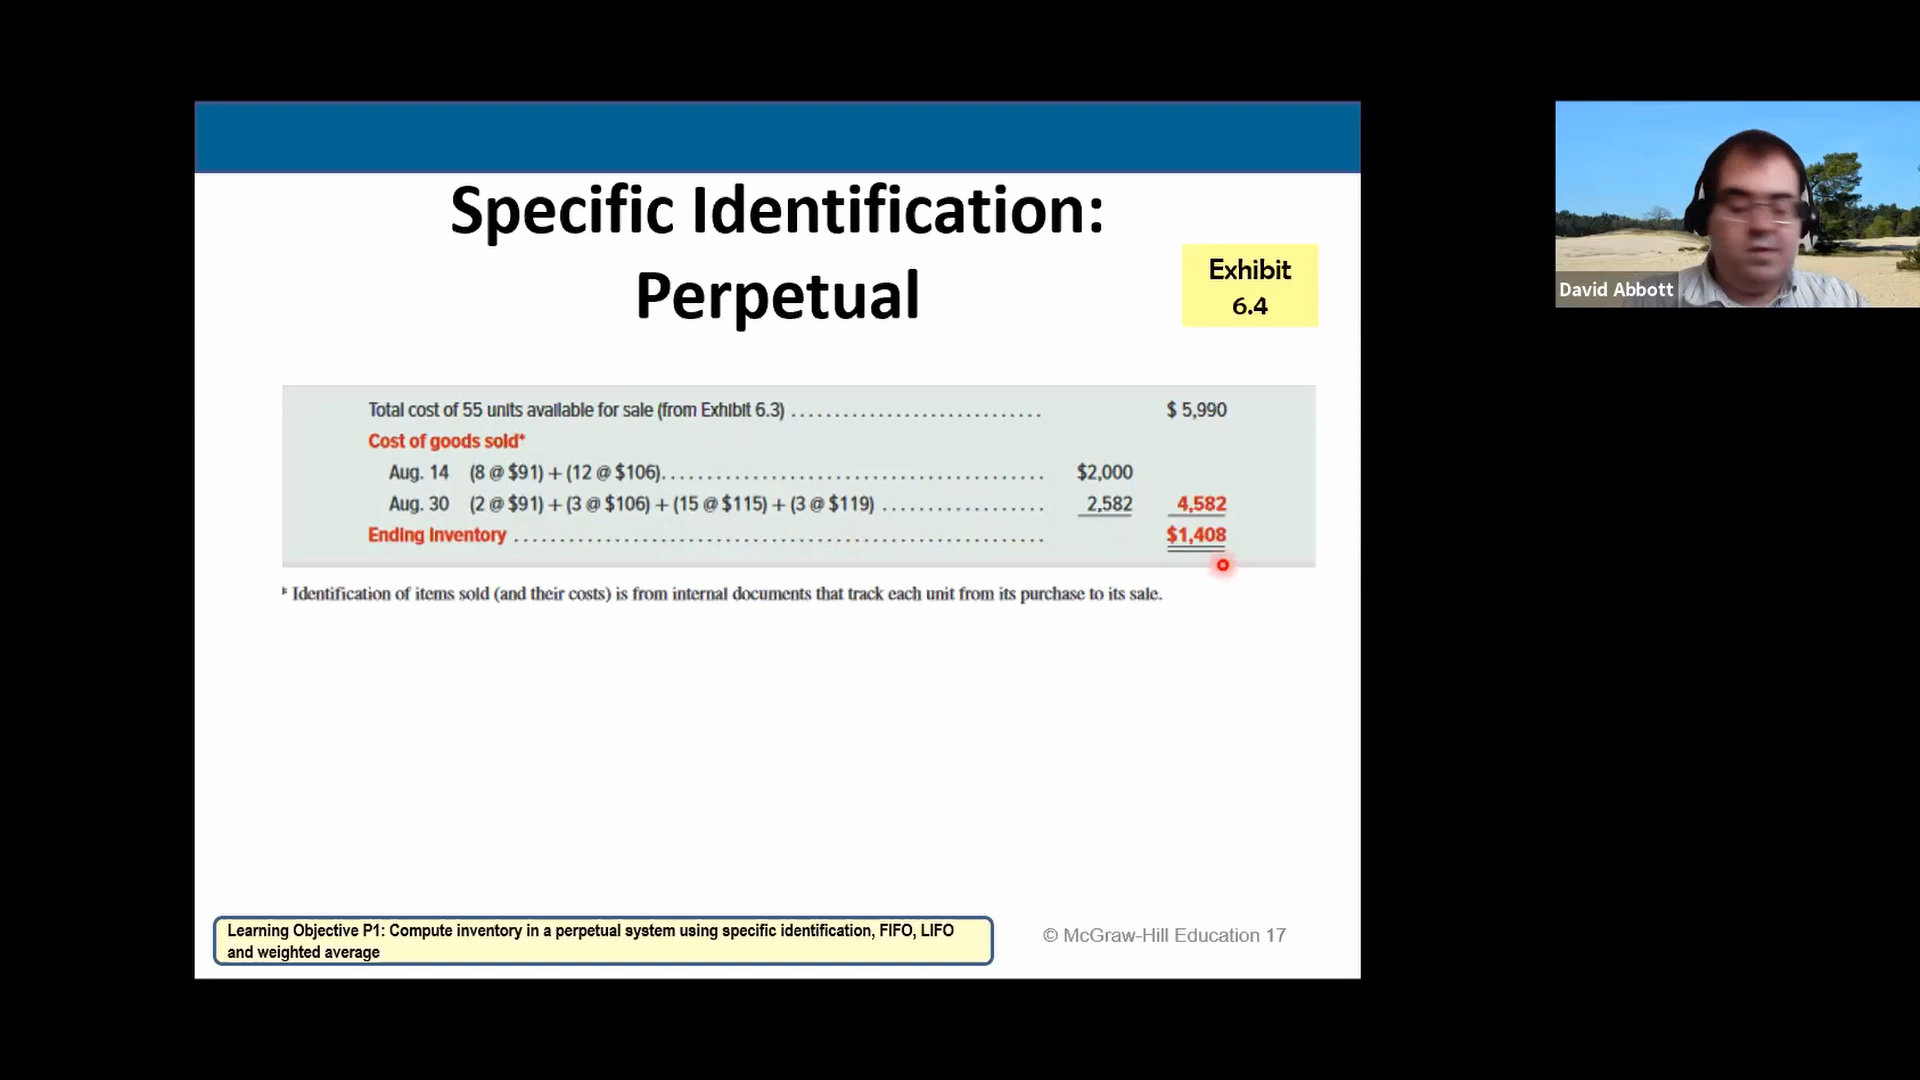 Specific Identification:
Perpetual
Exhibit
6.4
Total cost of 55 units available for sale (from Exhibit 6.3) ............................ $ 5,990
Cost of goods sold*
Aug. 14 (8 @ $91) + (12 @ $106)........................................... $2,000
Aug. 30 (2 @ $91) + (3 @ $106) + (15 @ $115) + (3 @ $119) .................. 2,582 4,582
Ending Inventory ............................................................ $1,408
* Identification of items sold (and their costs) is from internal documents that track each unit from its purchase to its sale.
Learning Objective P1: Compute inventory in a perpetual system using specific identification, FIFO, LIFO
and weighted average
© McGraw-Hill Education 17
David Abbott